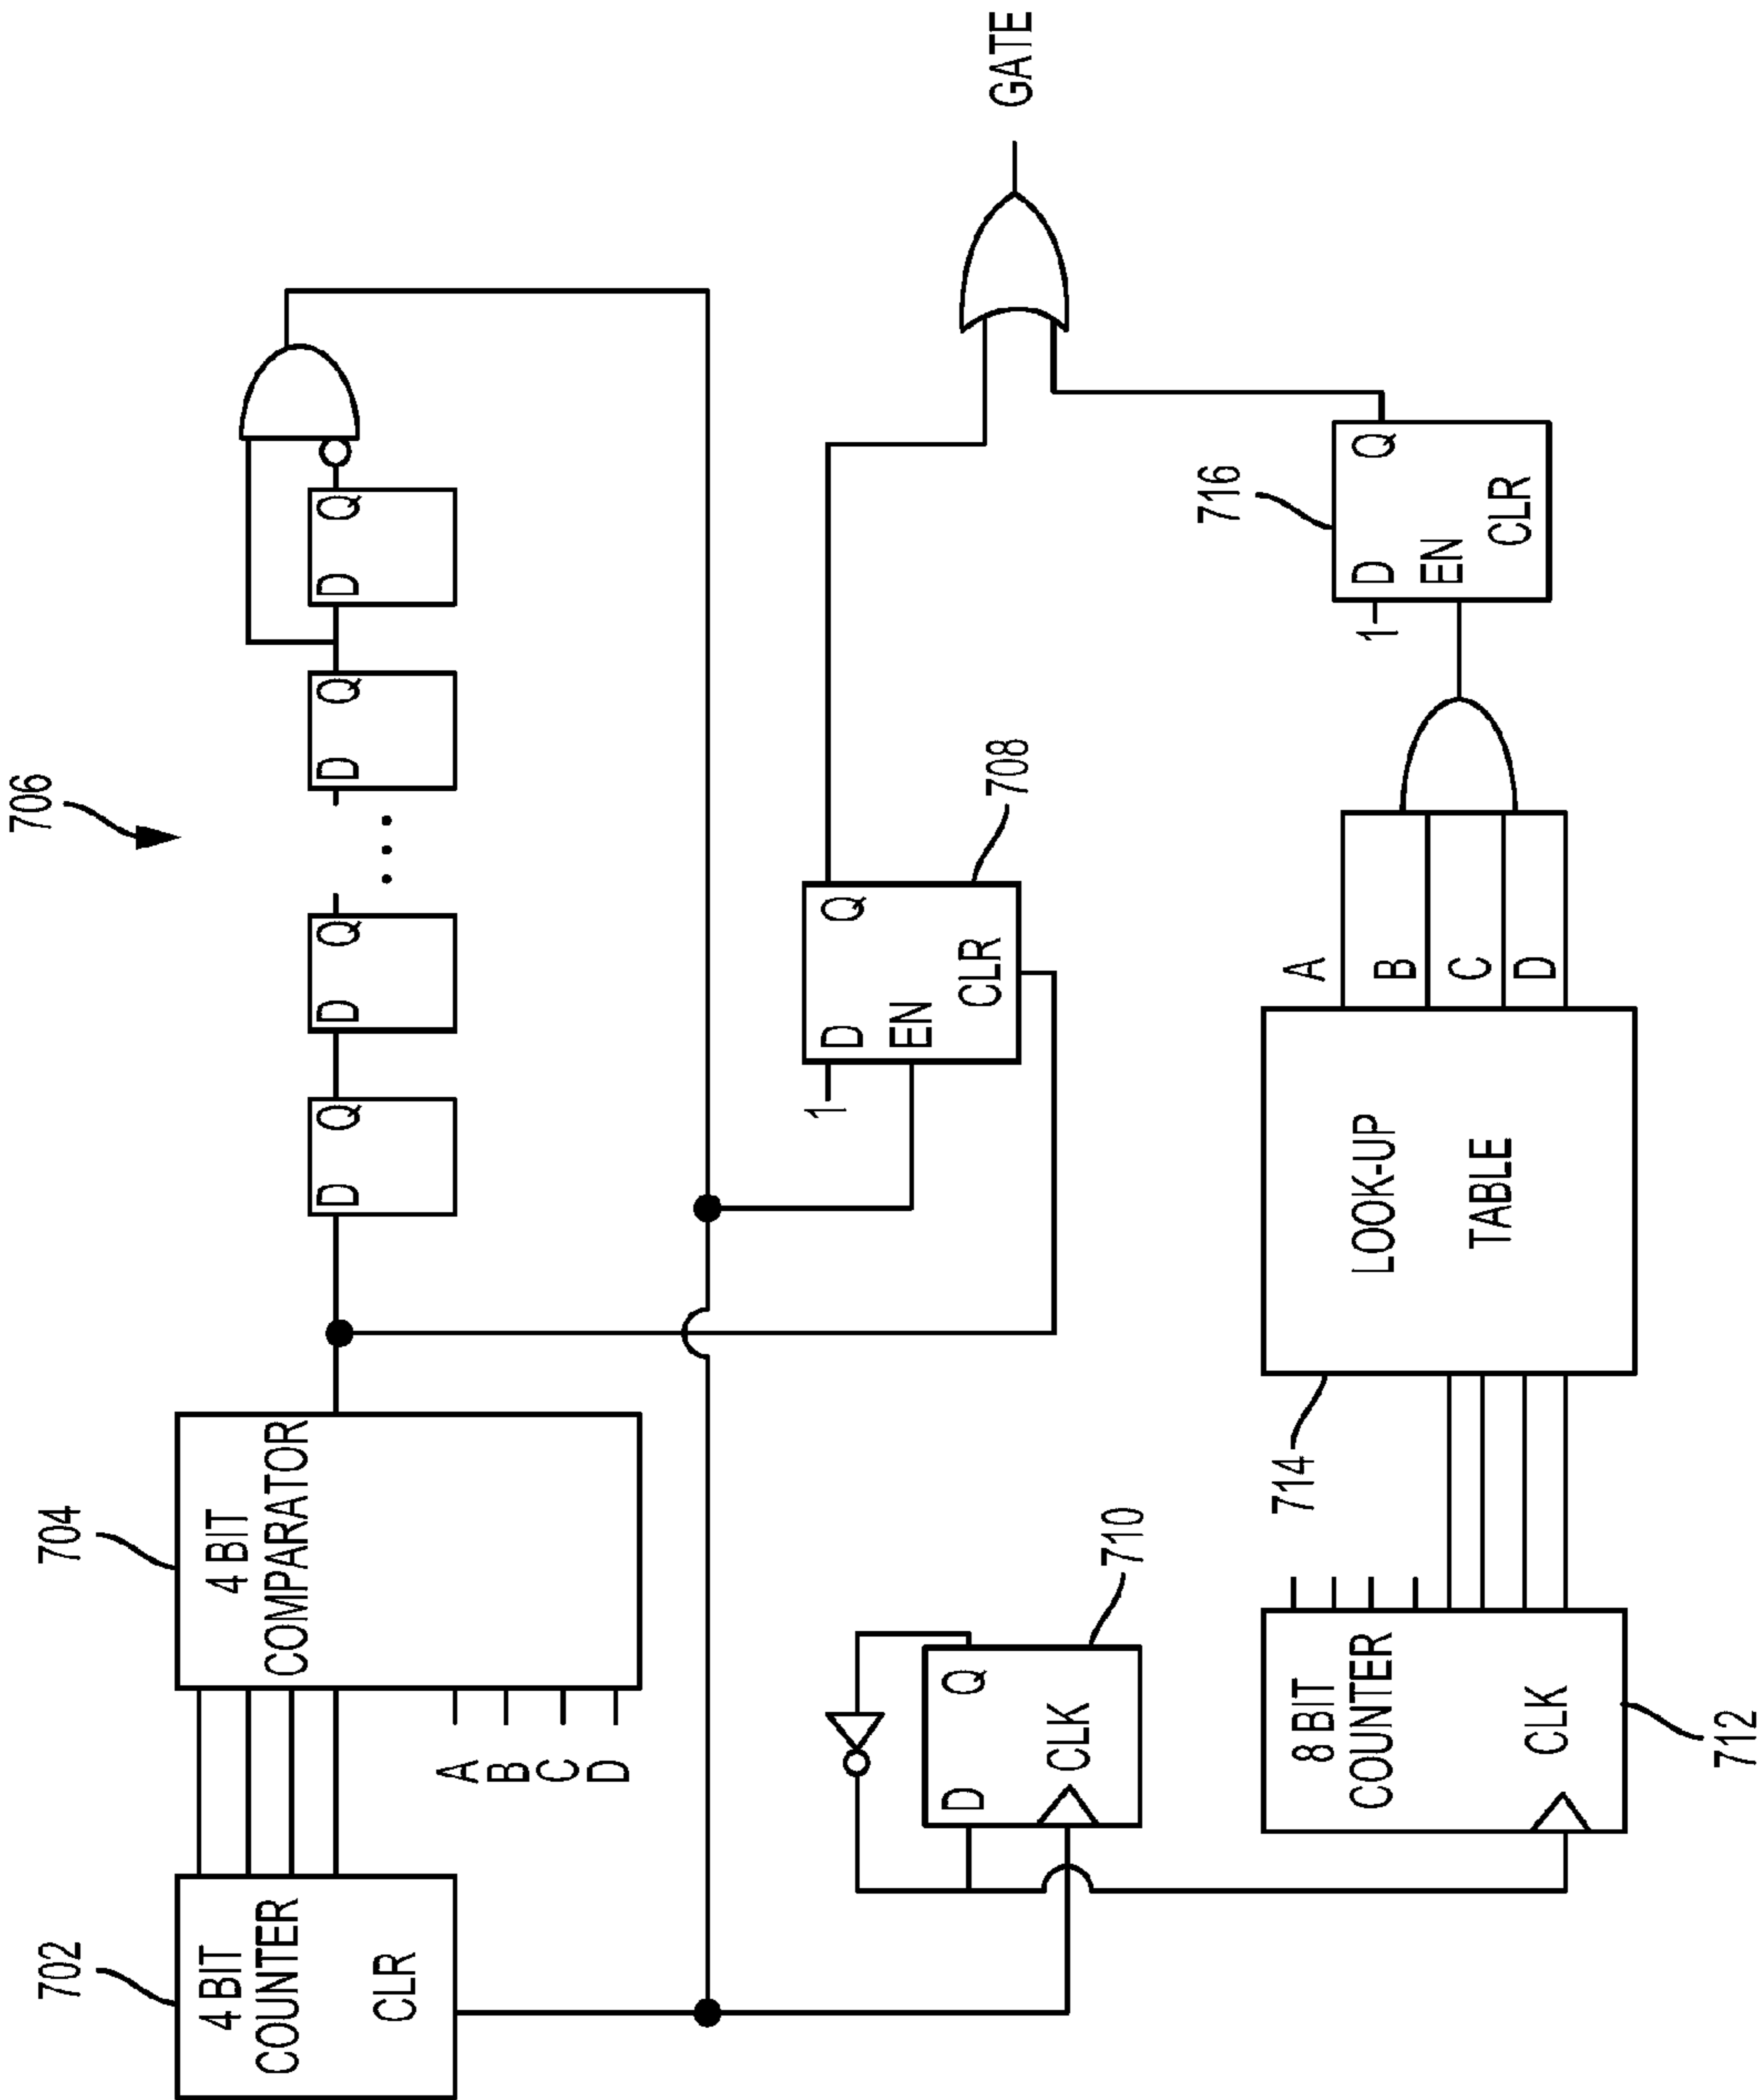 702
4 BIT
COUNTER
CLR
704
4 BIT
COMPARATOR
A
B
C
D
706
D Q
D Q
D Q
D Q
708
1
D Q
EN
CLR
710
D Q
CLK
712
8 BIT
COUNTER
CLK
714
LOOK-UP
TABLE
A
B
C
D
716
1
D Q
EN
CLR
GATE